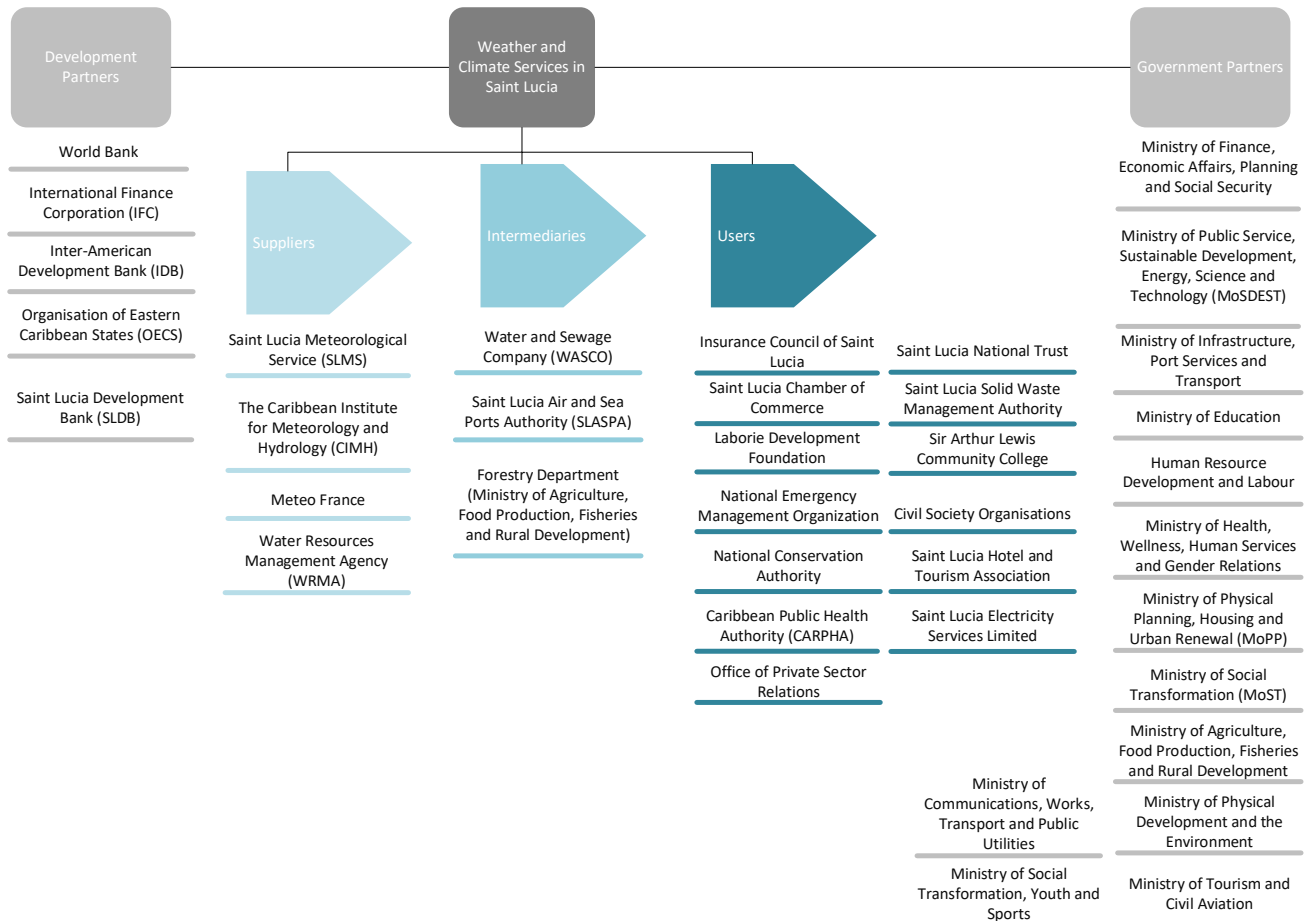 Development
Partners
Weather and
Climate Services in
Saint Lucia
Government Partners
World Bank
International Finance
Corporation (IFC)
Inter-American
Development Bank (IDB)
Organisation of Eastern
Caribbean States (OECS)
Saint Lucia Development
Bank (SLDB)
Suppliers
Saint Lucia Meteorological
Service (SLMS)
The Caribbean Institute
for Meteorology and
Hydrology (CIMH)
Meteo France
Water Resources
Management Agency
(WRMA)
Intermediaries
Water and Sewage
Company (WASCO)
Saint Lucia Air and Sea
Ports Authority (SLASPA)
Forestry Department
(Ministry of Agriculture,
Food Production, Fisheries
and Rural Development)
Users
Insurance Council of Saint
Lucia
Saint Lucia Chamber of
Commerce
Laborie Development
Foundation
National Emergency
Management Organization
National Conservation
Authority
Caribbean Public Health
Authority (CARPHA)
Office of Private Sector
Relations
Saint Lucia National Trust
Saint Lucia Solid Waste
Management Authority
Sir Arthur Lewis
Community College
Civil Society Organisations
Saint Lucia Hotel and
Tourism Association
Saint Lucia Electricity
Services Limited
Ministry of Finance,
Economic Affairs, Planning
and Social Security
Ministry of Public Service,
Sustainable Development,
Energy, Science and
Technology (MoSDEST)
Ministry of Infrastructure,
Port Services and
Transport
Ministry of Education
Human Resource
Development and Labour
Ministry of Health,
Wellness, Human Services
and Gender Relations
Ministry of Physical
Planning, Housing and
Urban Renewal (MoPP)
Ministry of Social
Transformation (MoST)
Ministry of Agriculture,
Food Production, Fisheries
and Rural Development
Ministry of Physical
Development and the
Environment
Ministry of Tourism and
Civil Aviation
Ministry of
Communications, Works,
Transport and Public
Utilities
Ministry of Social
Transformation, Youth and
Sports